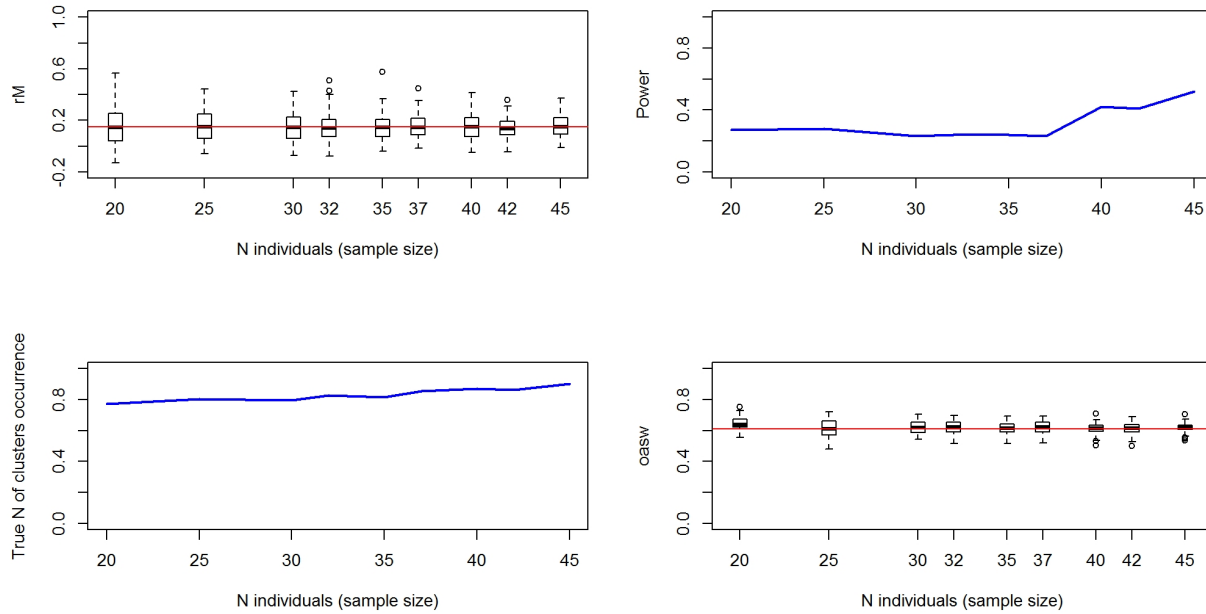 rM
1.0
0.6
0.2
-0.2
20 25 30 32 35 37 40 42 45
N individuals (sample size)
Power
0.8
0.4
0.0
20 25 30 35 40 45
N individuals (sample size)
True N of clusters occurrence
0.8
0.4
0.0
20 25 30 35 40 45
N individuals (sample size)
oasw
0.8
0.4
0.0
20 25 30 32 35 37 40 42 45
N individuals (sample size)